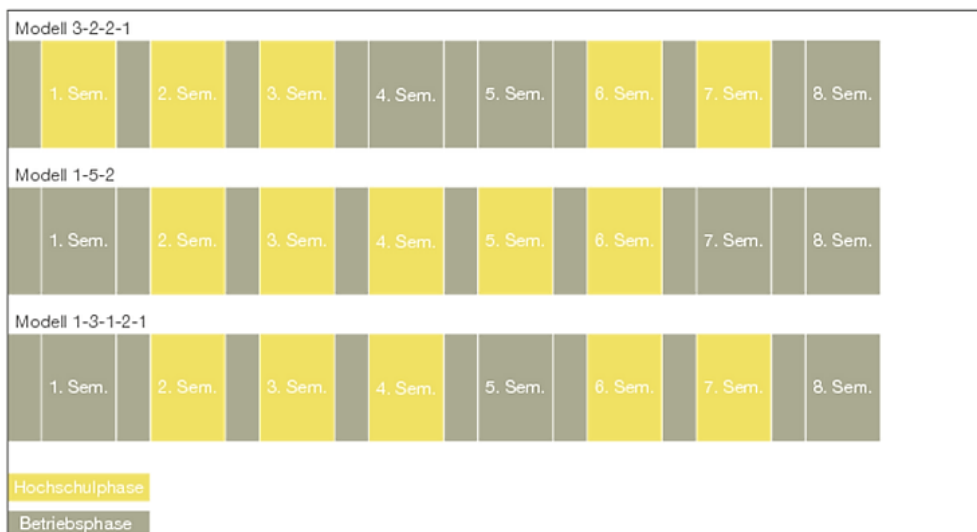 Modell 3-2-2-1
1. Sem. 2. Sem. 3. Sem. 4. Sem. 5. Sem. 6. Sem. 7. Sem. 8. Sem.
Modell 1-5-2
1. Sem. 2. Sem. 3. Sem. 4. Sem. 5. Sem. 6. Sem. 7. Sem. 8. Sem.
Modell 1-3-1-2-1
1. Sem. 2. Sem. 3. Sem. 4. Sem. 5. Sem. 6. Sem. 7. Sem. 8. Sem.
Hochschulphase
Betriebsphase